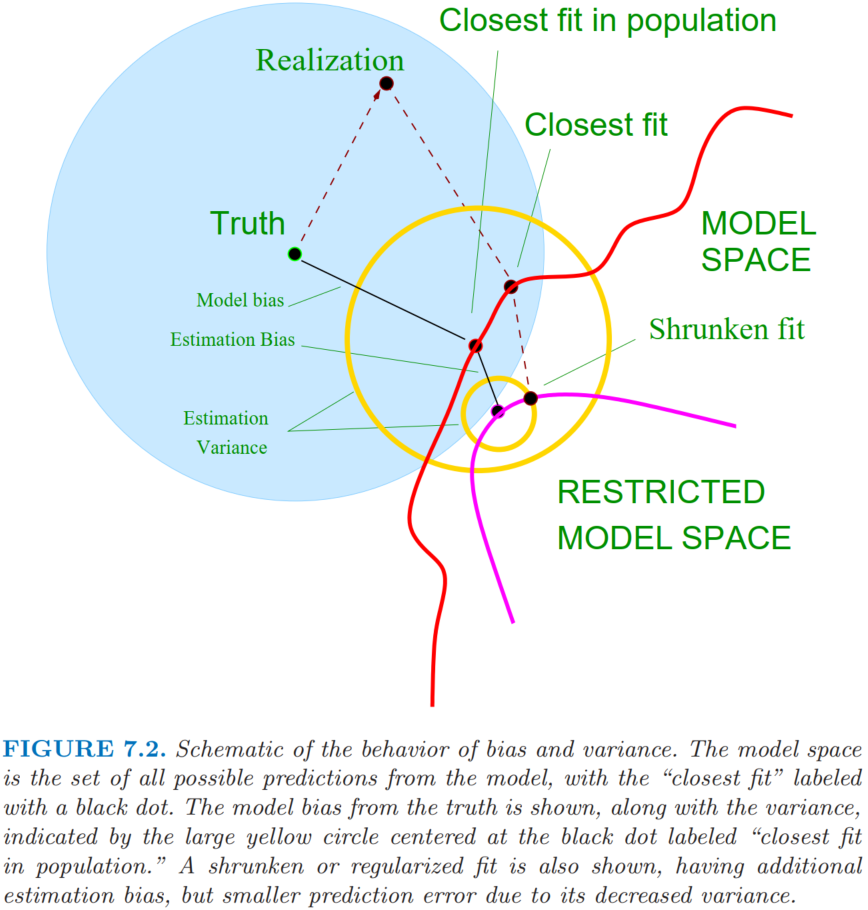 Closest fit in population
Realization
Closest fit
Truth
MODEL
SPACE
Model bias
Shrunken fit
Estimation Bias
Estimation
Variance
RESTRICTED
MODEL SPACE
FIGURE 7.2. Schematic of the behavior of bias and variance. The model space
is the set of all possible predictions from the model, with the “closest fit” labeled
with a black dot. The model bias from the truth is shown, along with the variance,
indicated by the large yellow circle centered at the black dot labeled “closest fit
in population.” A shrunken or regularized fit is also shown, having additional
estimation bias, but smaller prediction error due to its decreased variance.